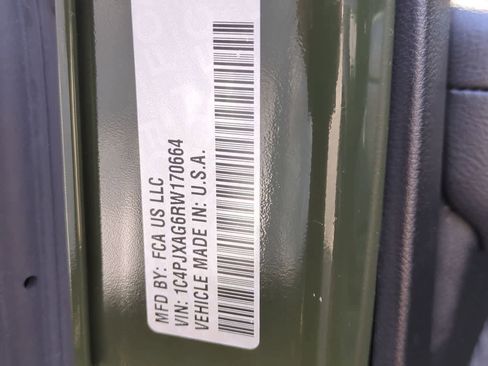 MFD BY: FCA US LLC
VIN: 1C4PJXAG6RW170664
VEHICLE MADE IN: U.S.A.